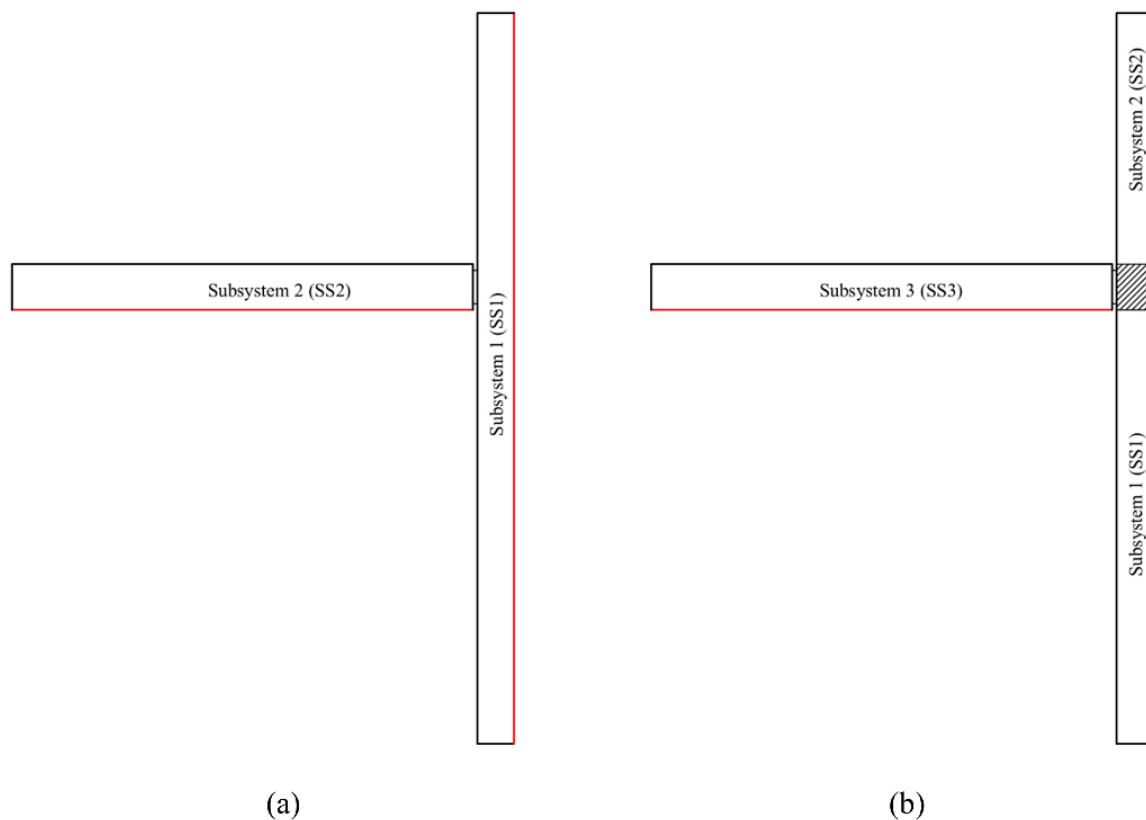 Subsystem 2 (SS2)
Subsystem 1 (SS1)
(a)
Subsystem 2 (SS2)
Subsystem 3 (SS3)
Subsystem 1 (SS1)
(b)